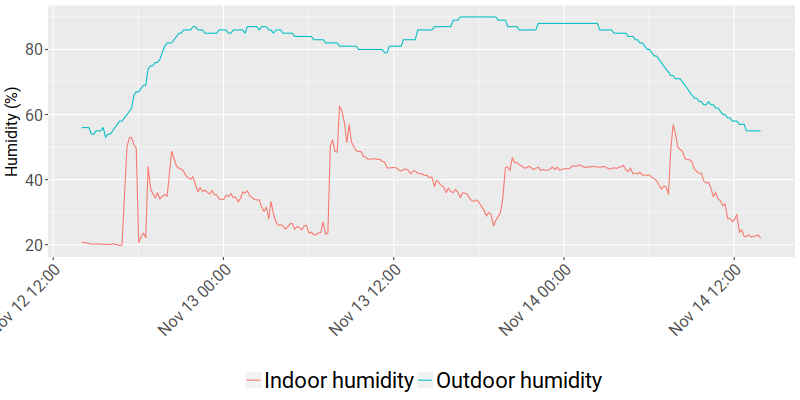 Humidity (%)
80
60
40
20
12 12:00
Nov 13 00:00
Nov 13 12:00
Nov 14 00:00
Nov 14 12:00
Indoor humidity
Outdoor humidity